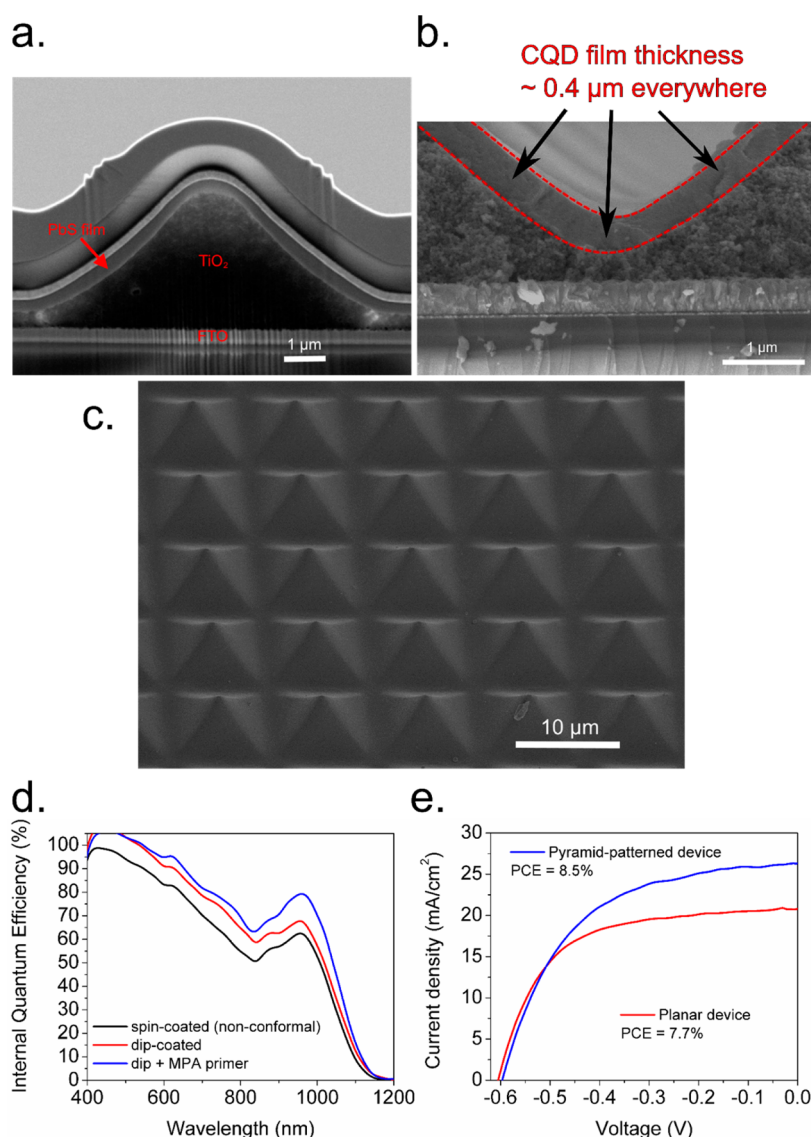 a.
PbS film
TiO₂
FTO
1 µm
b.
CQD film thickness
~ 0.4 µm everywhere
1 µm
c.
10 µm
d.
Internal Quantum Efficiency (%)
100
90
80
70
60
50
40
30
20
10
0
spin-coated (non-conformal)
dip-coated
dip + MPA primer
400 600 800 1000 1200
Wavelength (nm)
e.
Current density (mA/cm²)
30
25
20
15
10
5
0
Pyramid-patterned device
PCE = 8.5%
Planar device
PCE = 7.7%
-0.6 -0.5 -0.4 -0.3 -0.2 -0.1 0.0
Voltage (V)